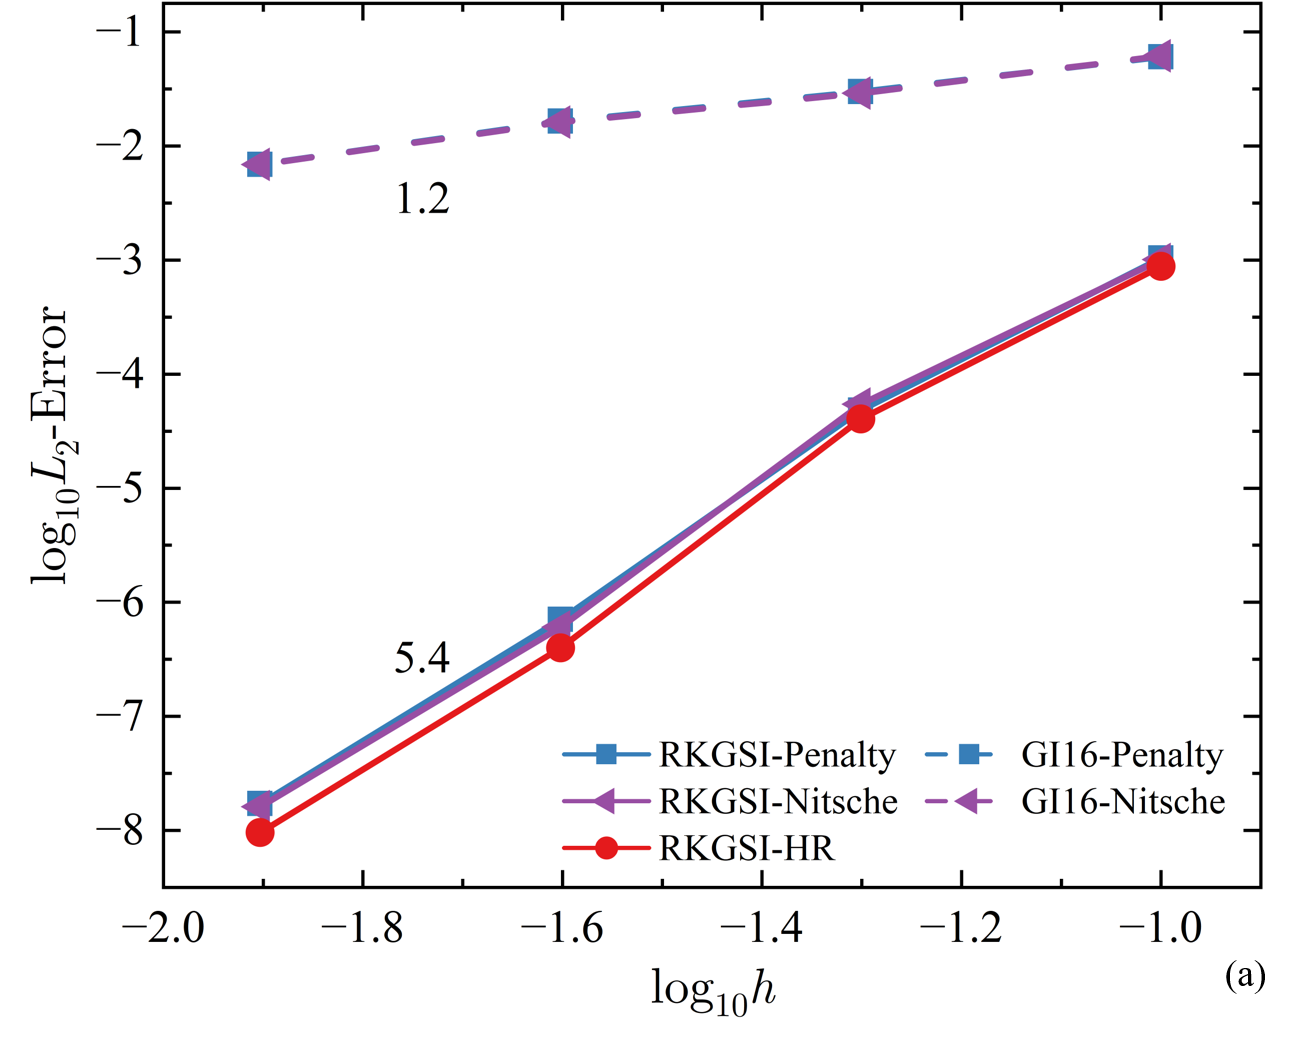 −1
−2
−3
−4
−5
−6
−7
−8
log₁₀L₂-Error
1.2
5.4
RKGSI-Penalty GI16-Penalty
RKGSI-Nitsche GI16-Nitsche
RKGSI-HR
−2.0 −1.8 −1.6 −1.4 −1.2 −1.0
log₁₀h
(a)